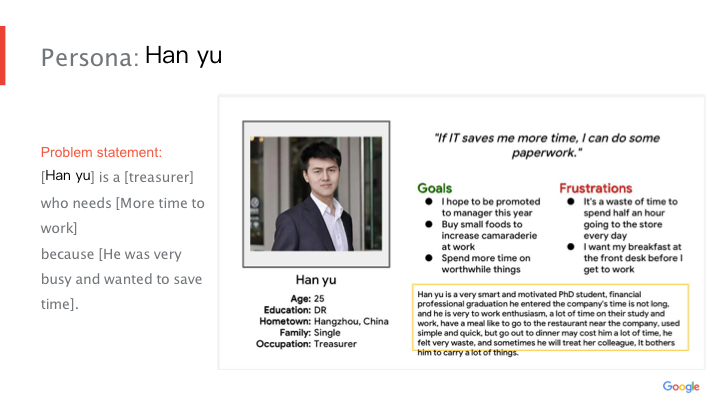 Persona: Han yu
Problem statement:
[Han yu] is a [treasurer]
who needs [More time to
work]
because [He was very
busy and wanted to save
time].
Han yu
Age: 25
Education: DR
Hometown: Hangzhou, China
Family: Single
Occupation: Treasurer
"If IT saves me more time, I can do some
paperwork."
Goals
● I hope to be promoted
to manager this year
● Buy small foods to
increase camaraderie
at work
● Spend more time on
worthwhile things
Frustrations
● It's a waste of time to
spend half an hour
going to the store
every day
● I want my breakfast at
the front desk before I
get to work
Han yu is a very smart and motivated PhD student, financial
professional graduation he entered the company's time is not long,
and he is very to work enthusiasm, a lot of time on their study and
work, have a meal like to go to the restaurant near the company, used
simple and quick, but go out to dinner may cost him a lot of time, he
felt very waste, and sometimes he will treat her colleague, It bothers
him to carry a lot of things.
Google